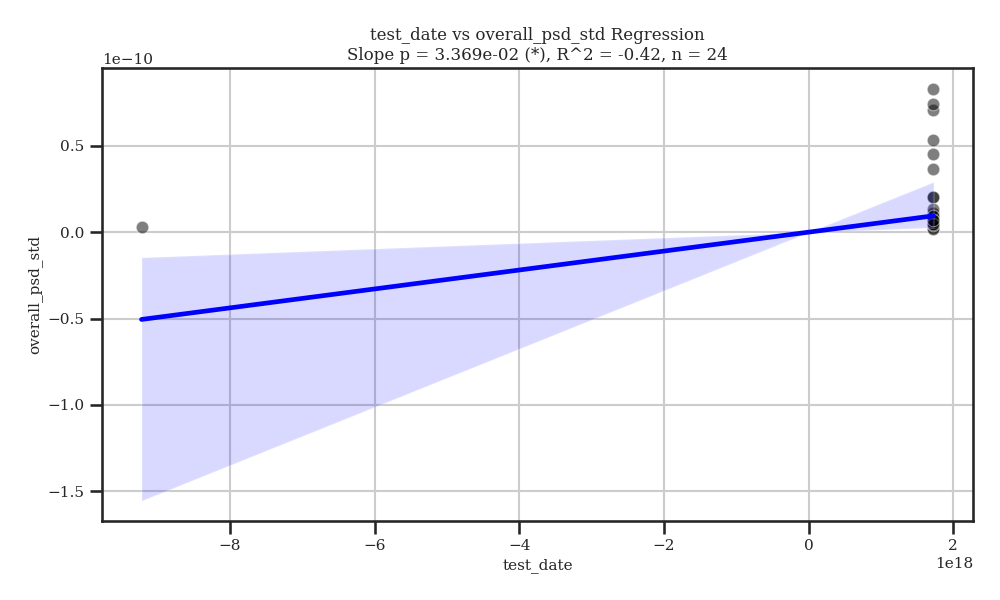 test_date vs overall_psd_std Regression
Slope p = 3.369e-02 (*), R^2 = -0.42, n = 24
1e−10
0.5
0.0
−0.5
−1.0
−1.5
overall_psd_std
−8
−6
−4
−2
0
2
1e18
test_date